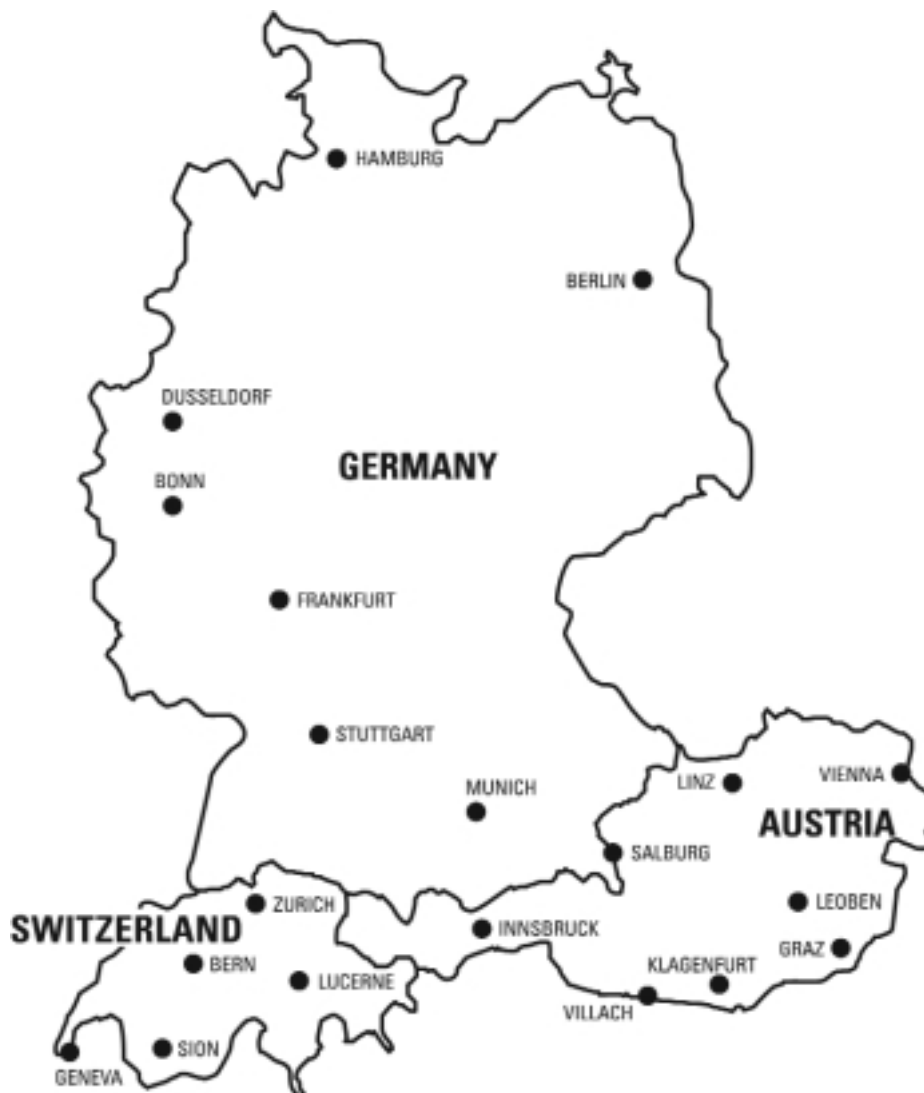 HAMBURG
BERLIN
DUSSELDORF
GERMANY
BONN
FRANKFURT
STUTTGART
MUNICH
LINZ
VIENNA
AUSTRIA
SALBURG
ZURICH
LEOBEN
SWITZERLAND
INNSBRUCK
GRAZ
BERN
LUCERNE
KLAGENFURT
VILLACH
SION
GENEVA